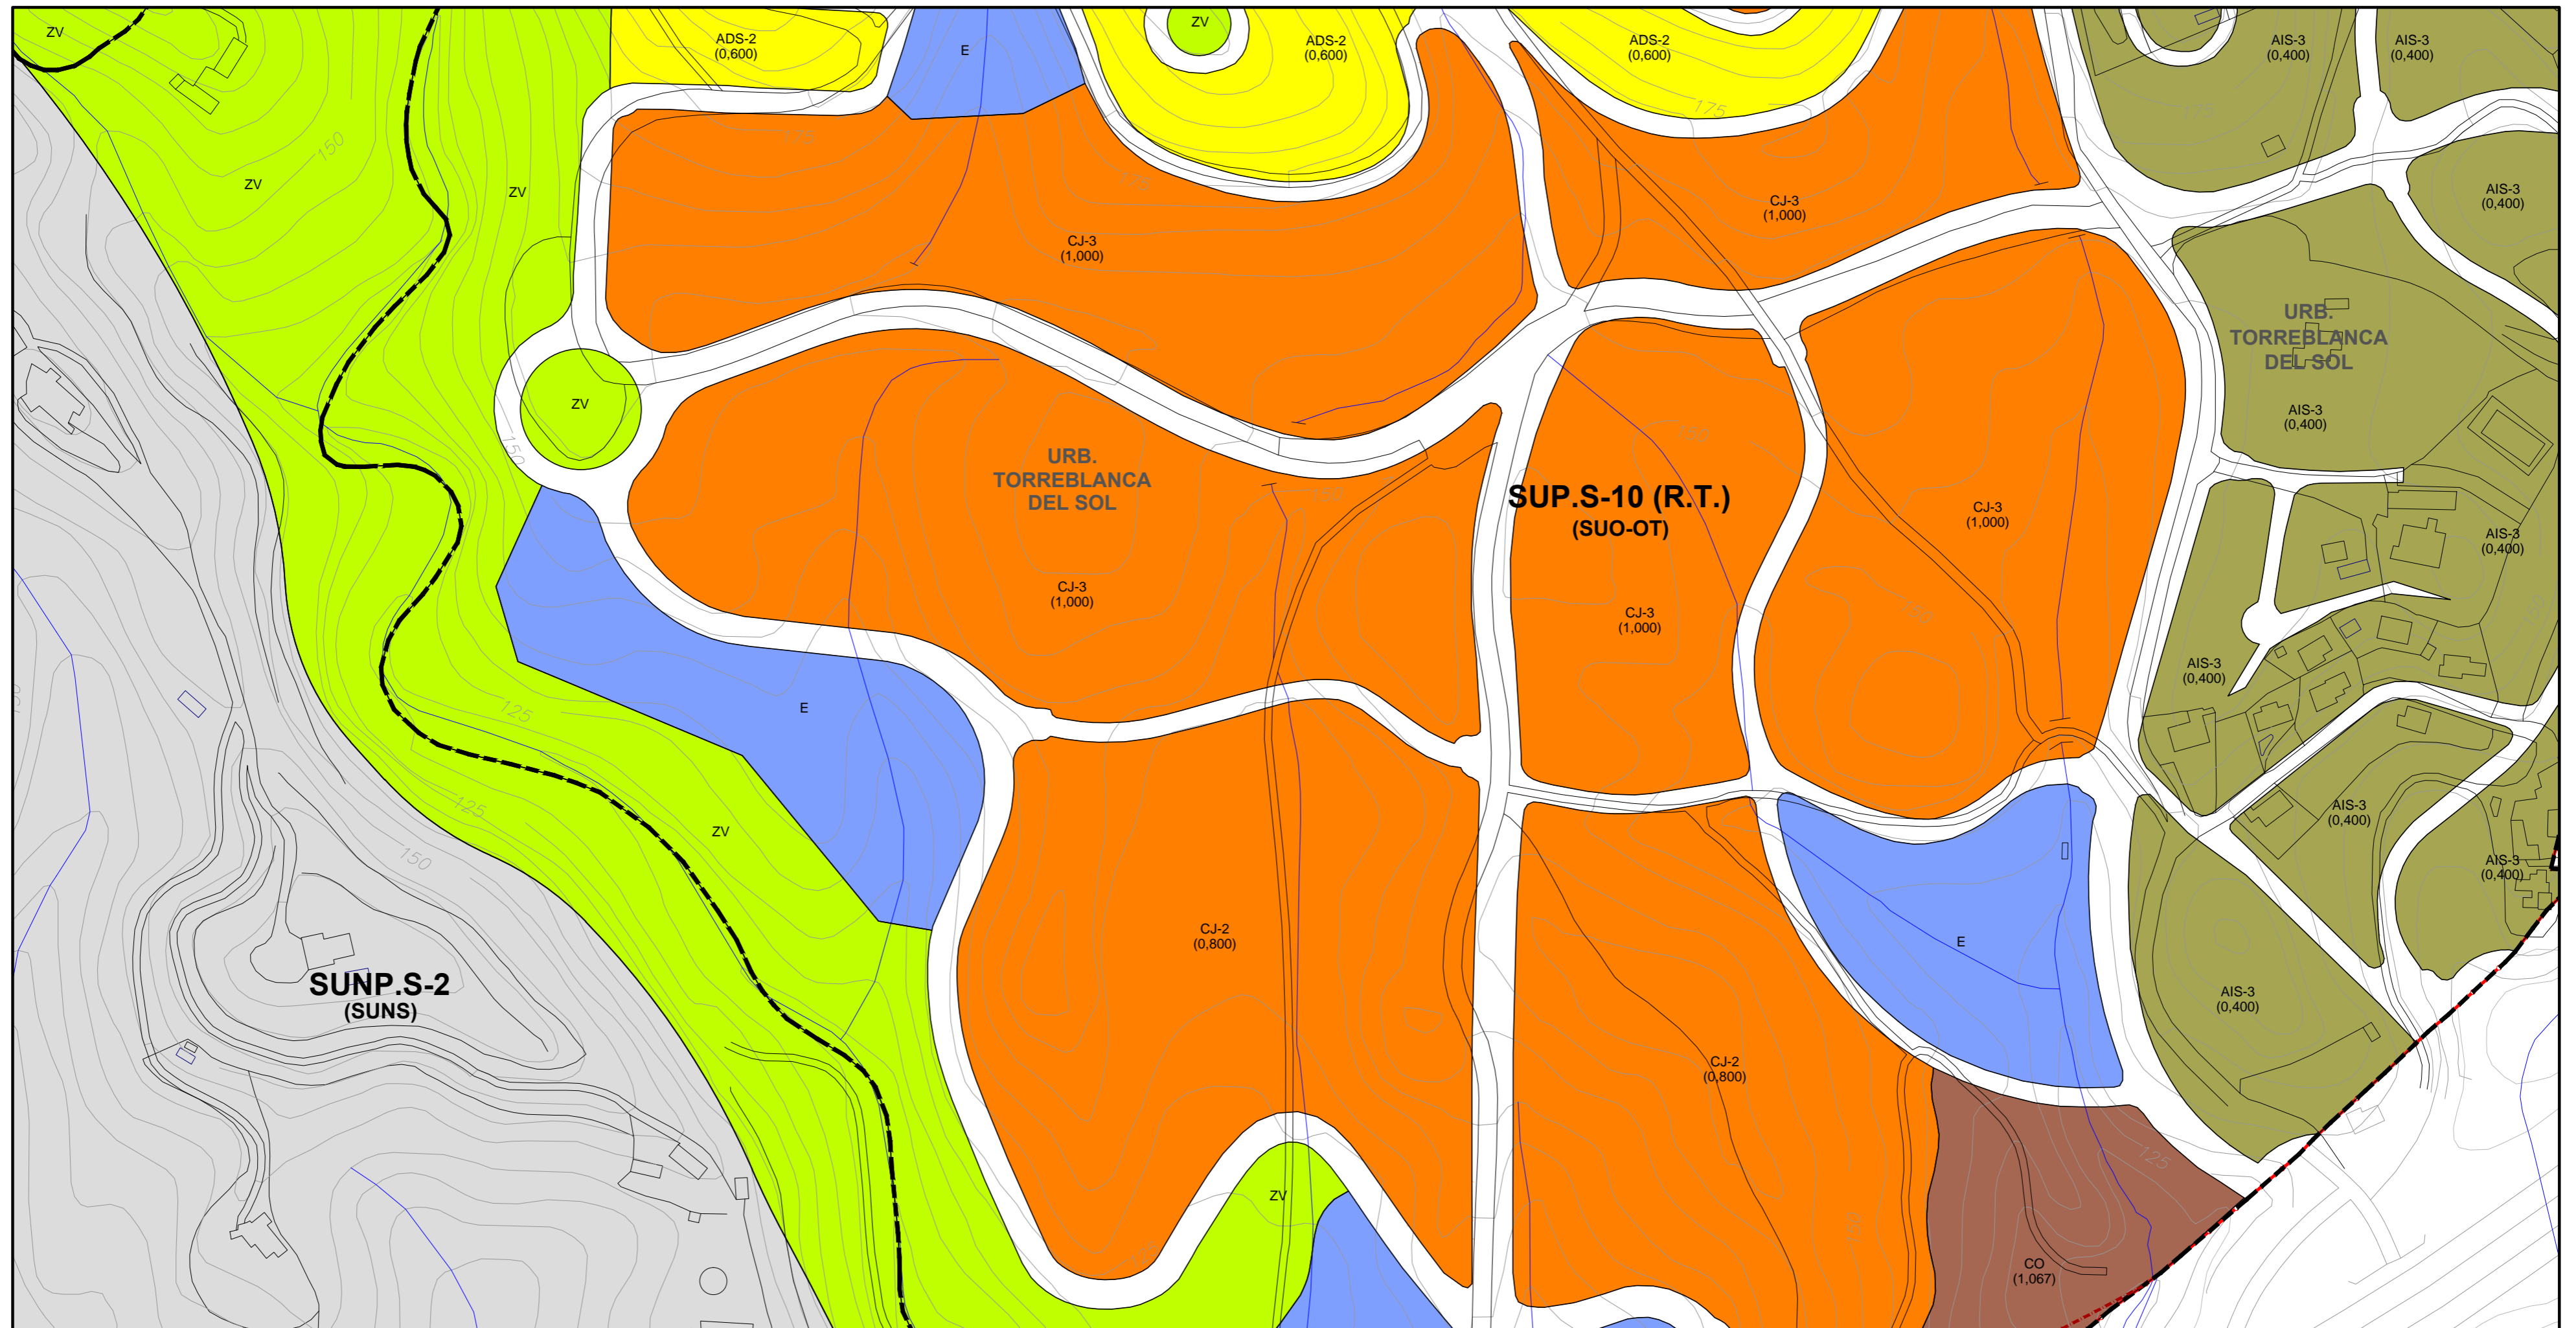 ZV
ADS-2
(0,600)
E
ZV
ADS-2
(0,600)
ADS-2
(0,600)
AIS-3
(0,400)
AIS-3
(0,400)
175
175
175
150
ZV
ZV
CJ-3
(1,000)
CJ-3
(1,000)
AIS-3
(0,400)
URB.
TORREBLANCA
DEL SOL
AIS-3
(0,400)
ZV
150
URB.
TORREBLANCA
DEL SOL
CJ-3
(1,000)
SUP.S-10 (R.T.)
(SUO-OT)
CJ-3
(1,000)
CJ-3
(1,000)
AIS-3
(0,400)
AIS-3
(0,400)
E
125
125
150
ZV
AIS-3
(0,400)
AIS-3
(0,400)
CJ-2
(0,800)
E
SUNP.S-2
(SUNS)
AIS-3
(0,400)
CJ-2
(0,800)
125
ZV
CO
(1,067)